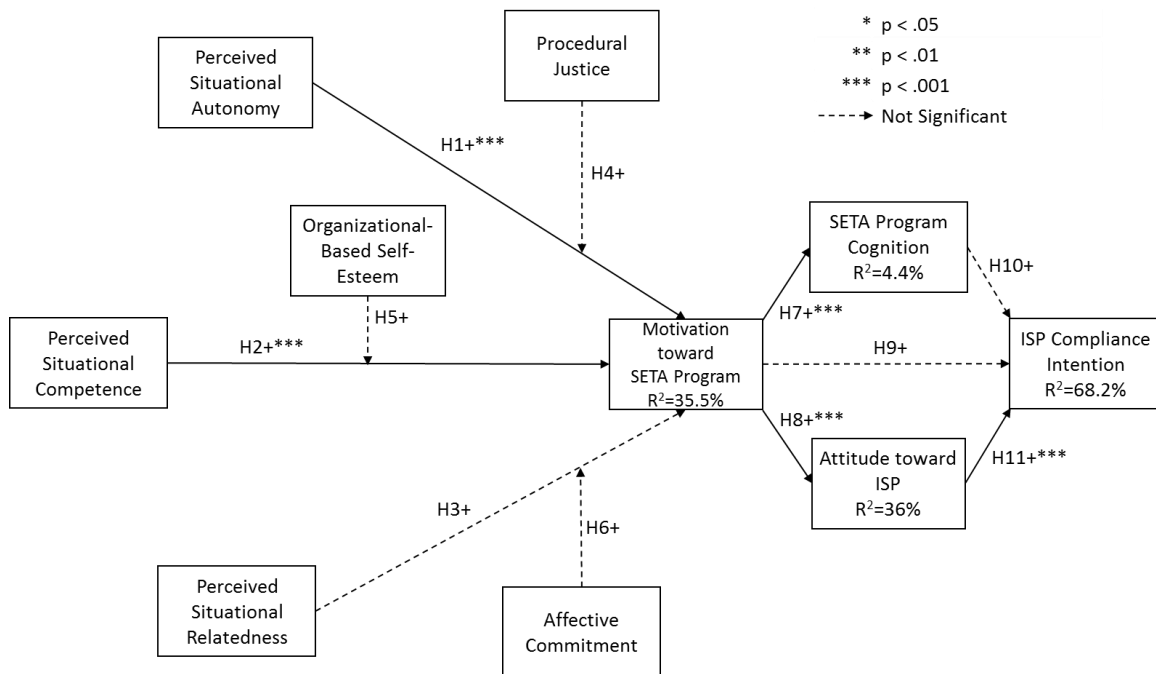 * p < .05
** p < .01
*** p < .001
Not Significant
Perceived
Situational
Autonomy
Procedural
Justice
H1+***
H4+
Organizational-
Based Self-
Esteem
H5+
SETA Program
Cognition
R²=4.4%
H10+
Perceived
Situational
Competence
H2+***
Motivation
toward
SETA Program
R²=35.5%
H7+***
H9+
H8+***
ISP Compliance
Intention
R²=68.2%
Attitude toward
ISP
R²=36%
H11+***
H3+
H6+
Perceived
Situational
Relatedness
Affective
Commitment